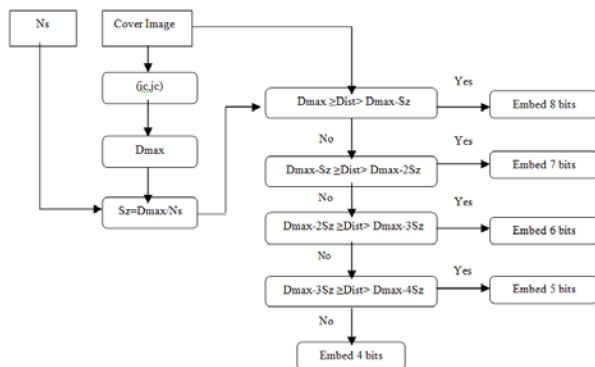 Ns
Cover Image
(ic,jc)
Dmax
Sz=Dmax/Ns
Dmax ≥Dist> Dmax-Sz
Yes
Embed 8 bits
No
Dmax-Sz ≥Dist> Dmax-2Sz
Yes
Embed 7 bits
No
Dmax-2Sz ≥Dist> Dmax-3Sz
Yes
Embed 6 bits
No
Dmax-3Sz ≥Dist> Dmax-4Sz
Yes
Embed 5 bits
No
Embed 4 bits